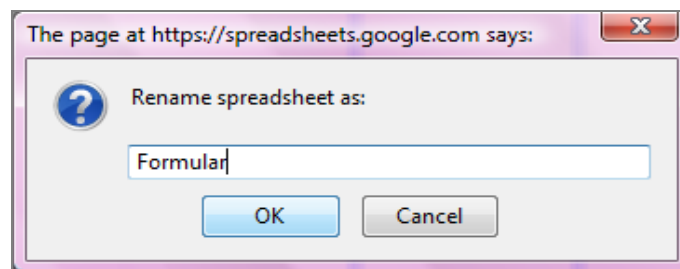 The page at https://spreadsheets.google.com says:
Rename spreadsheet as:
Formular
OK Cancel